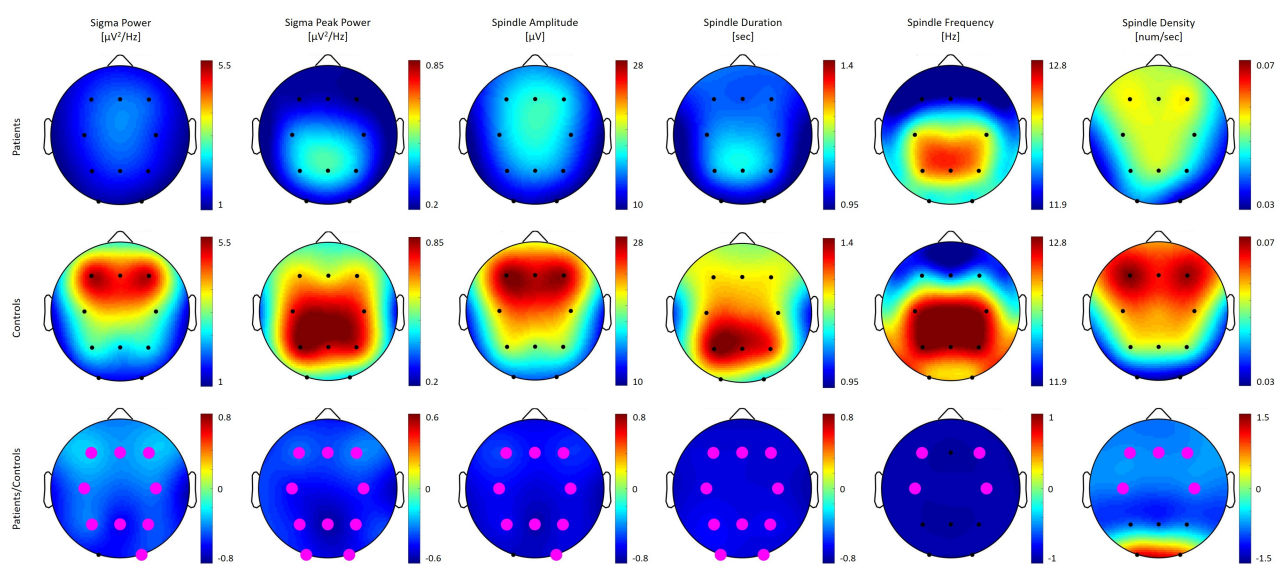 Sigma Power
[μV²/Hz]
Sigma Peak Power
[μV²/Hz]
Spindle Amplitude
[μV]
Spindle Duration
[sec]
Spindle Frequency
[Hz]
Spindle Density
[num/sec]
Patients
5.5
1
0.85
0.2
28
10
1.4
0.95
12.8
11.9
0.07
0.03
Controls
5.5
1
0.85
0.2
28
10
1.4
0.95
12.8
11.9
0.07
0.03
Patients/Controls
0.8
0
-0.8
0.6
0
-0.6
0.8
0
-0.8
0.8
0
-0.8
1
0
-1
1.5
0
-1.5